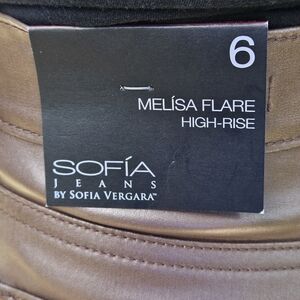 6
MELÍSA FLARE
HIGH-RISE
SOFÍA
JEANS
BY SOFIA VERGARA™